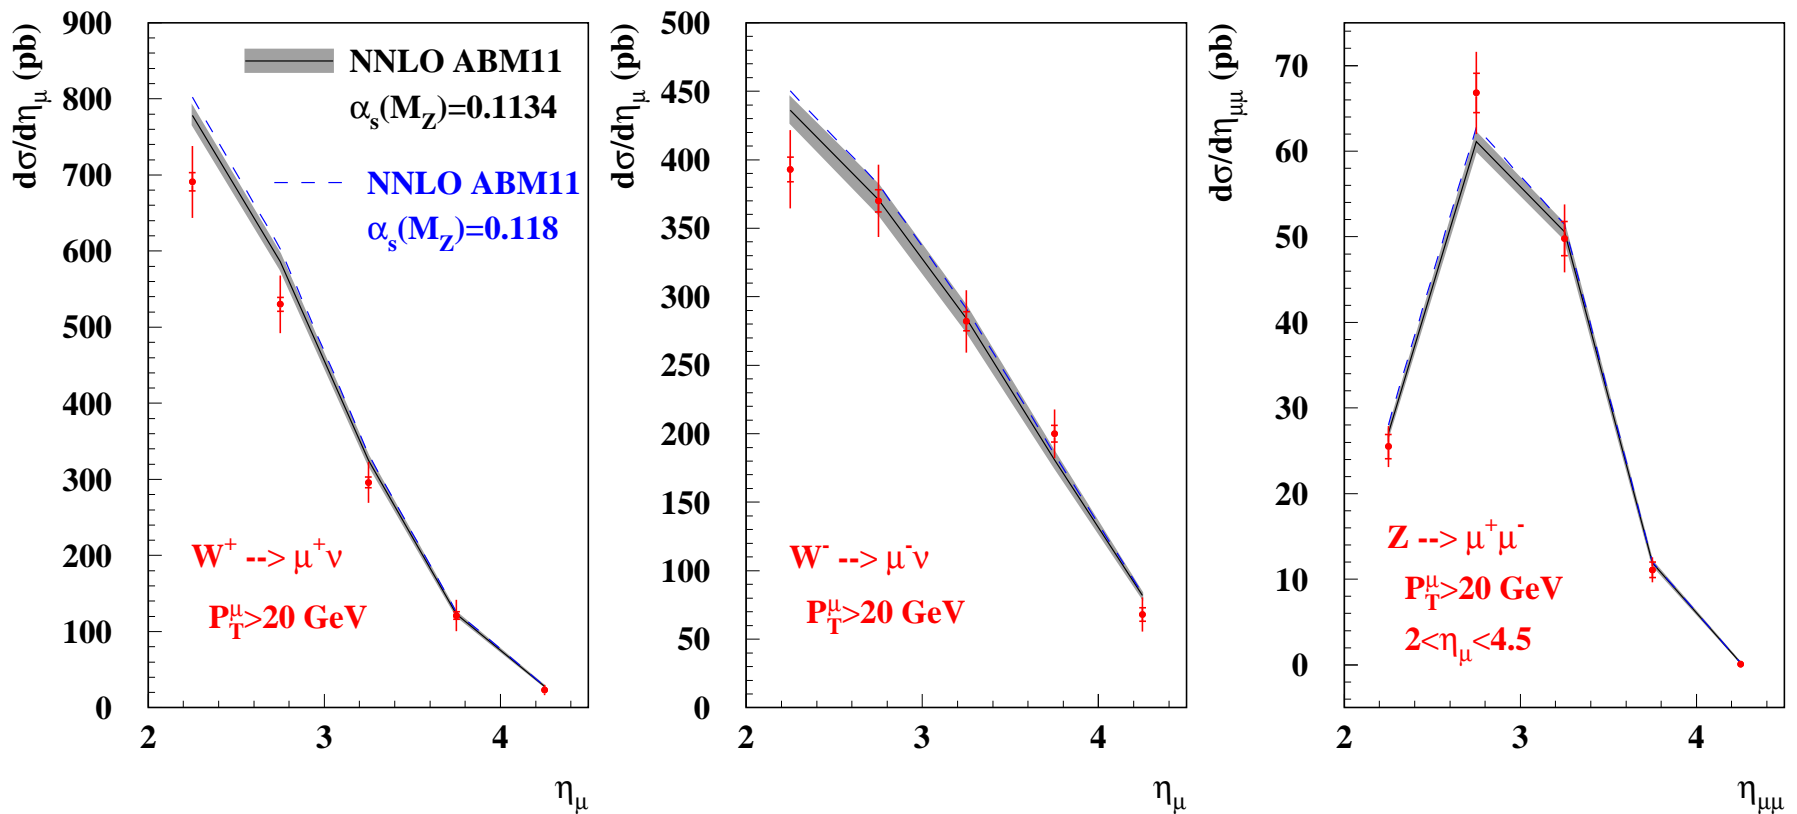 dσ/dη_μ (pb)
900
800
700
600
500
400
300
200
100
0
NNLO ABM11
α_s(M_Z)=0.1134
NNLO ABM11
α_s(M_Z)=0.118
W⁺ --> μ⁺ν
P_T^μ>20 GeV
2 3 4
η_μ
dσ/dη_μ (pb)
500
450
400
350
300
250
200
150
100
50
0
W⁻ --> μ⁻ν
P_T^μ>20 GeV
2 3 4
η_μ
dσ/dη_μμ (pb)
70
60
50
40
30
20
10
0
Z --> μ⁺μ⁻
P_T^μ>20 GeV
2<η_μ<4.5
2 3 4
η_μμ